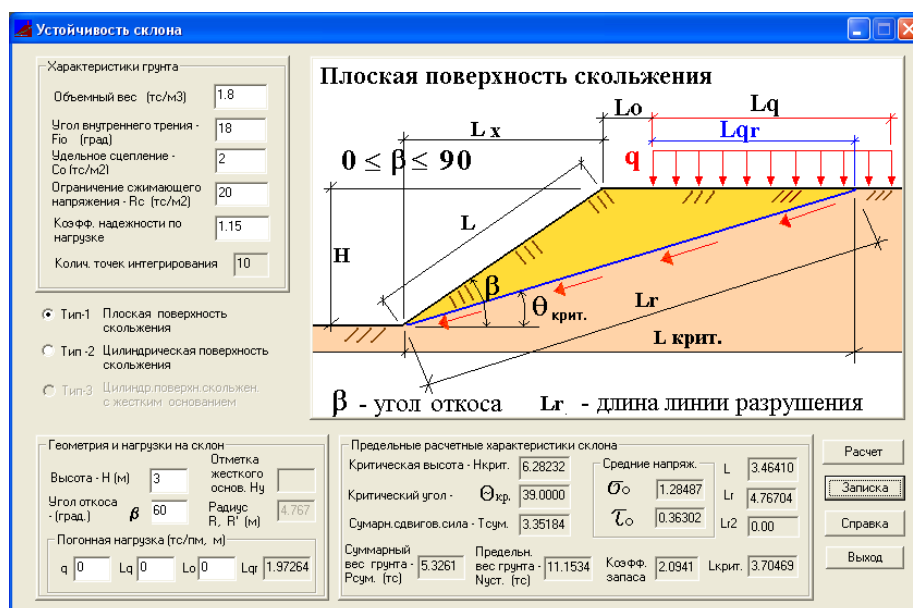 Устойчивость склона
Характеристики грунта
Объемный вес (тс/м3) 1.8
Угол внутреннего трения -
Fio (град) 18
Удельное сцепление -
Co (тс/м2) 2
Ограничение сжимающего
напряжения - Rc (тс/м2) 20
Коэфф. надежности по
нагрузке 1.15
Колич. точек интегрирования 10
Тип-1 Плоская поверхность
скольжения
Тип -2 Цилиндрическая поверхность
скольжения
Тип-3 Цилиндр.поверхн.скольжен.
с жестким основанием
Плоская поверхность скольжения
Lo Lq
L x Lqr
0 ≤ β ≤ 90 q
L
H
β
θ крит.
Lr
L крит.
β - угол откоса Lr - длина линии разрушения
Геометрия и нагрузки на склон
Высота - H (м) 3
Отметка
жесткого
основ. Hу
Угол откоса
- (град.) β 60
Радиус
R, R' (м) 4.767
Погонная нагрузка (тс/пм, м)
q 0 Lq 0 Lo 0 Lqr 1.97264
Предельные расчетные характеристики склона
Критическая высота - Hкрит. 6.28232
Критический угол - Θкр. 39.0000
Сумарн.сдвигов.сила - Tсум. 3.35184
Средние напряж.
σo 1.28487
τo 0.36302
L 3.46410
Lr 4.76704
Lr2 0.00
Суммарный
вес грунта -
Pсум. (тс) 5.3261
Предельн.
вес грунта -
Nуст. (тс) 11.1534
Коэфф.
запаса 2.0941
Lкрит. 3.70469
Расчет
Записка
Справка
Выход